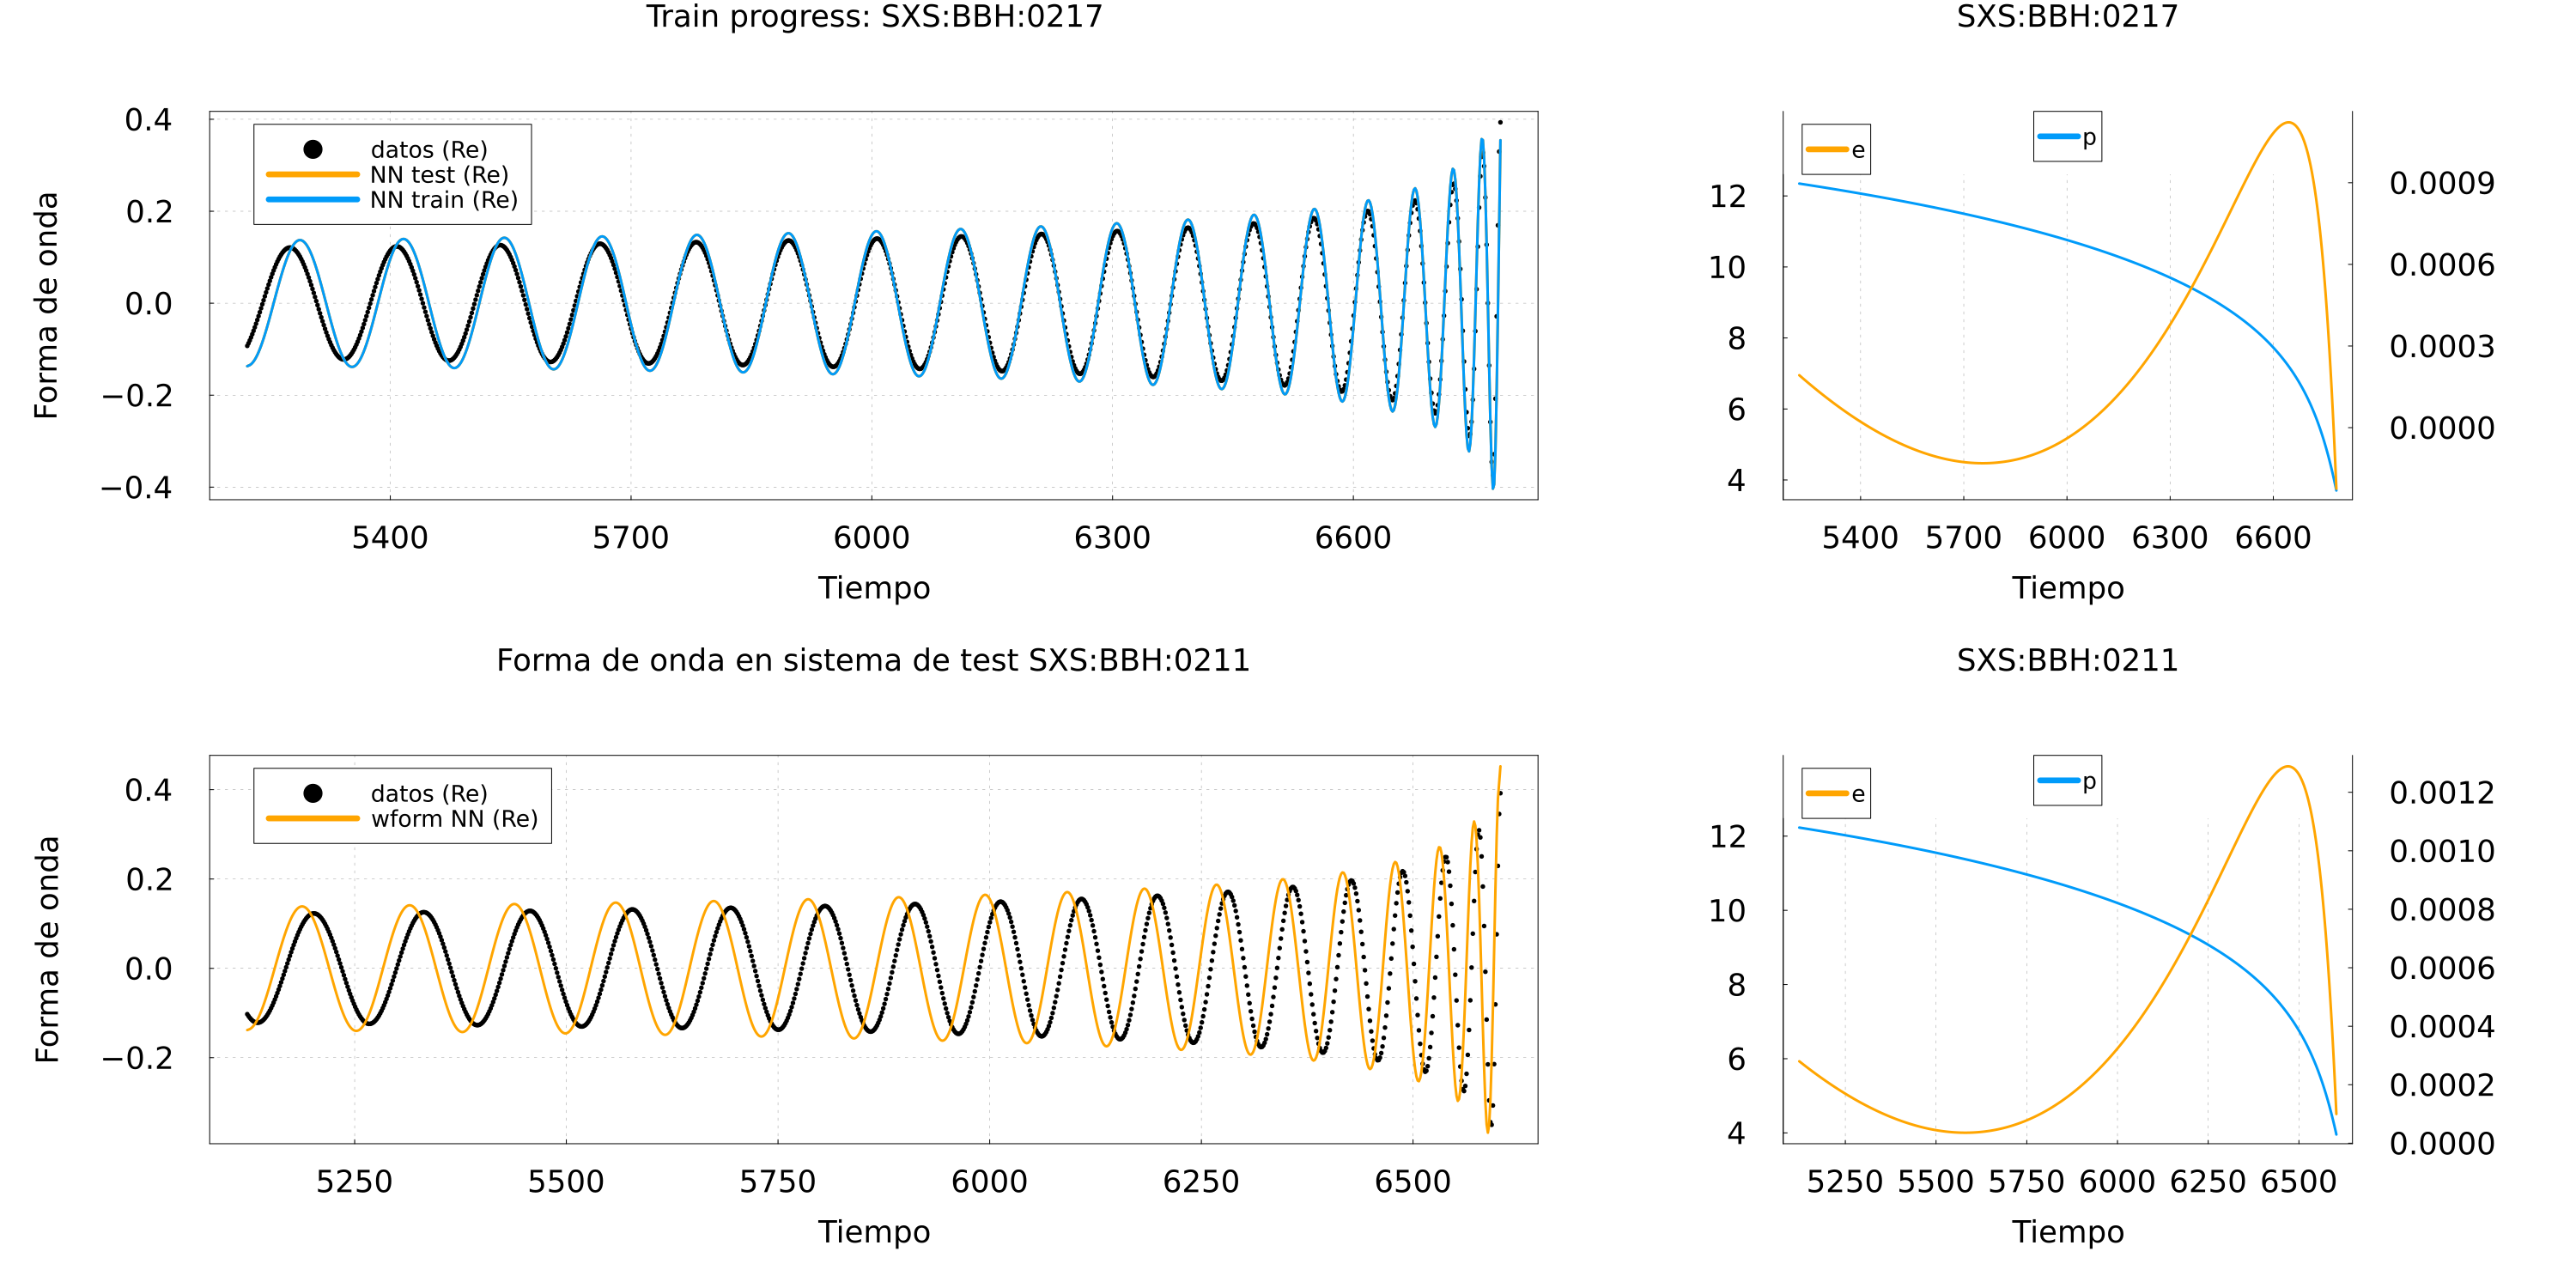 Train progress: SXS:BBH:0217
Forma de onda
0.4
0.2
0.0
−0.2
−0.4
datos (Re)
NN test (Re)
NN train (Re)
5400 5700 6000 6300 6600
Tiempo
SXS:BBH:0217
12
10
8
6
4
e
p
0.0009
0.0006
0.0003
0.0000
5400 5700 6000 6300 6600
Tiempo
Forma de onda en sistema de test SXS:BBH:0211
Forma de onda
0.4
0.2
0.0
−0.2
datos (Re)
wform NN (Re)
5250 5500 5750 6000 6250 6500
Tiempo
SXS:BBH:0211
12
10
8
6
4
e
p
0.0012
0.0010
0.0008
0.0006
0.0004
0.0002
0.0000
5250 5500 5750 6000 6250 6500
Tiempo